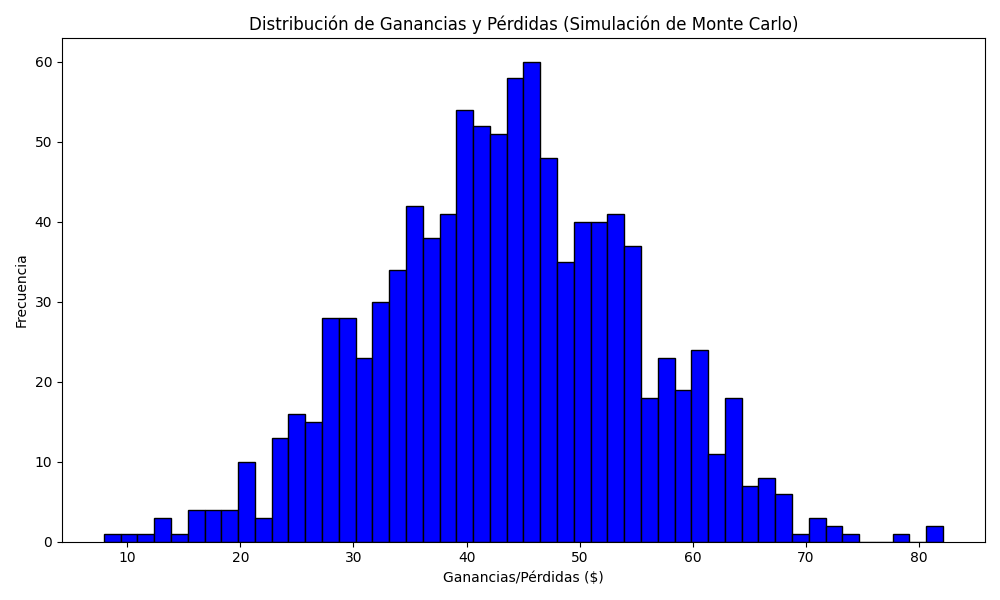 Distribución de Ganancias y Pérdidas (Simulación de Monte Carlo)
60
50
40
30
20
10
0
Frecuencia
10 20 30 40 50 60 70 80
Ganancias/Pérdidas ($)